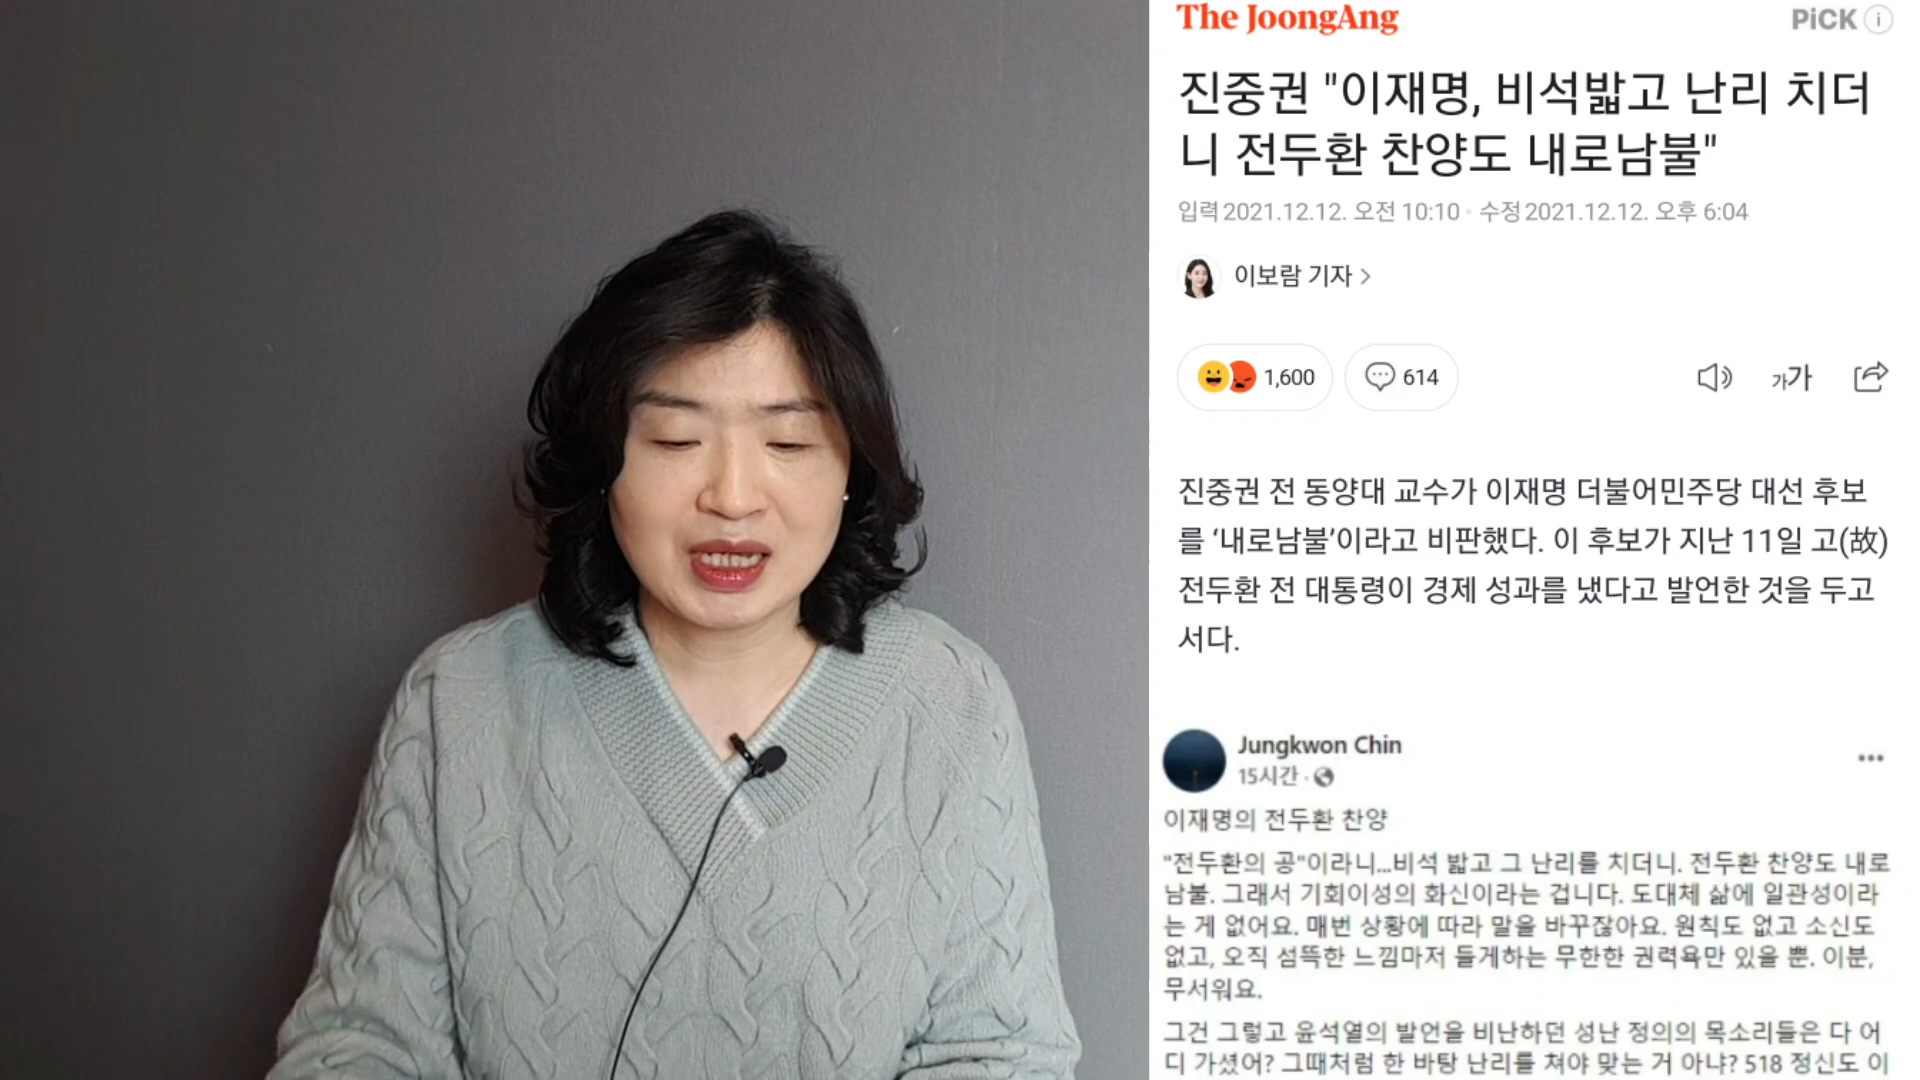 The JoongAng
PiCK
진중권 "이재명, 비석밟고 난리 치더
니 전두환 찬양도 내로남불"
입력 2021.12.12. 오전 10:10 · 수정 2021.12.12. 오후 6:04
이보람 기자 >
1,600
614
가가
진중권 전 동양대 교수가 이재명 더불어민주당 대선 후보
를 ‘내로남불’이라고 비판했다. 이 후보가 지난 11일 고(故)
전두환 전 대통령이 경제 성과를 냈다고 발언한 것을 두고
서다.
Jungkwon Chin
15시간 ·
이재명의 전두환 찬양
"전두환의 공"이라니...비석 밟고 그 난리를 치더니. 전두환 찬양도 내로
남불. 그래서 기회이성의 화신이라는 겁니다. 도대체 삶에 일관성이라
는 게 없어요. 매번 상황에 따라 말을 바꾸잖아요. 원칙도 없고 소신도
없고, 오직 섬뜩한 느낌마저 들게하는 무한한 권력욕만 있을 뿐. 이분,
무서워요.
그건 그렇고 윤석열의 발언을 비난하던 성난 정의의 목소리들은 다 어
디 가셨어? 그때처럼 한 바탕 난리를 쳐야 맞는 거 아냐? 518 정신도 이